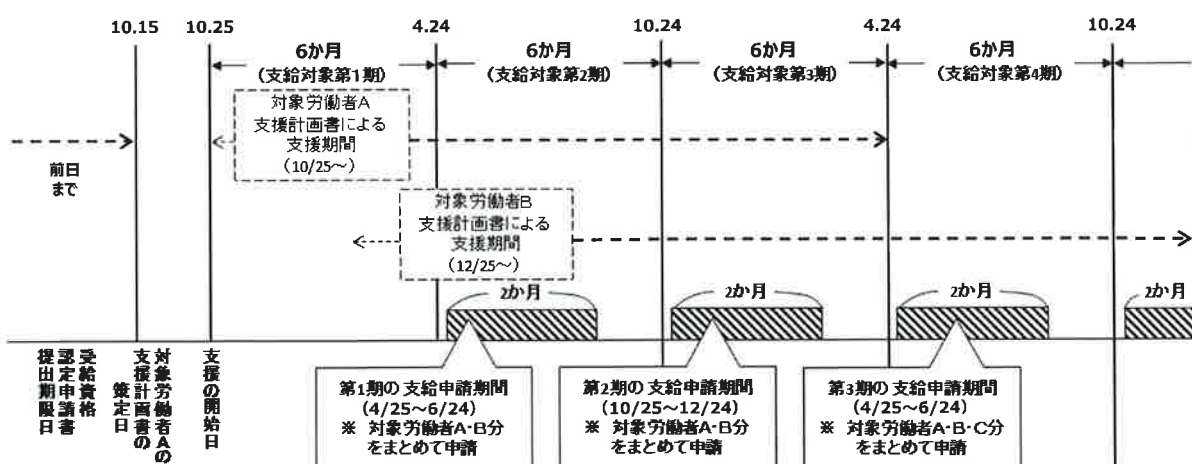 10.15
10.25
4.24
10.24
4.24
10.24
6か月
(支給対象第1期)
6か月
(支給対象第2期)
6か月
(支給対象第3期)
6か月
(支給対象第4期)
対象労働者A
支援計画書による
支援期間
(10/25～)
前日
まで
対象労働者B
支援計画書による
支援期間
(12/25～)
2か月
2か月
2か月
2か月
受給資格
認定申請書
提出期限日
対象労働者Aの
支援計画書の
策定日
支援の開始日
第1期の支給申請期間
(4/25～6/24)
※ 対象労働者A・B分
をまとめて申請
第2期の支給申請期間
(10/25～12/24)
※ 対象労働者A・B分
をまとめて申請
第3期の支給申請期間
(4/25～6/24)
※ 対象労働者A・B・C分
をまとめて申請